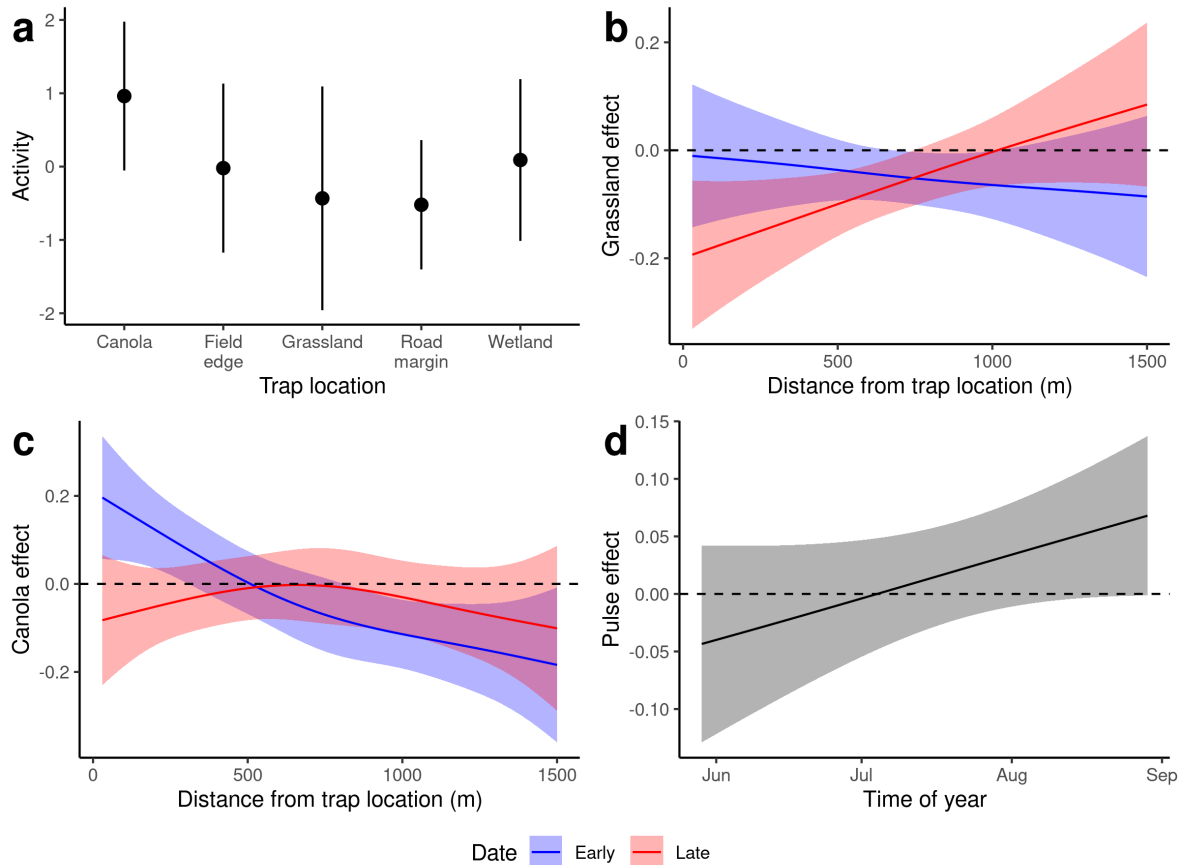 a
2
1
0
-1
-2
Activity
Canola
Field
edge
Grassland
Road
margin
Wetland
Trap location
b
0.2
0.0
-0.2
Grassland effect
0
500
1000
1500
Distance from trap location (m)
c
0.2
0.0
-0.2
Canola effect
0
500
1000
1500
Distance from trap location (m)
d
0.15
0.10
0.05
0.00
-0.05
-0.10
Pulse effect
Jun
Jul
Aug
Sep
Time of year
Date
Early
Late